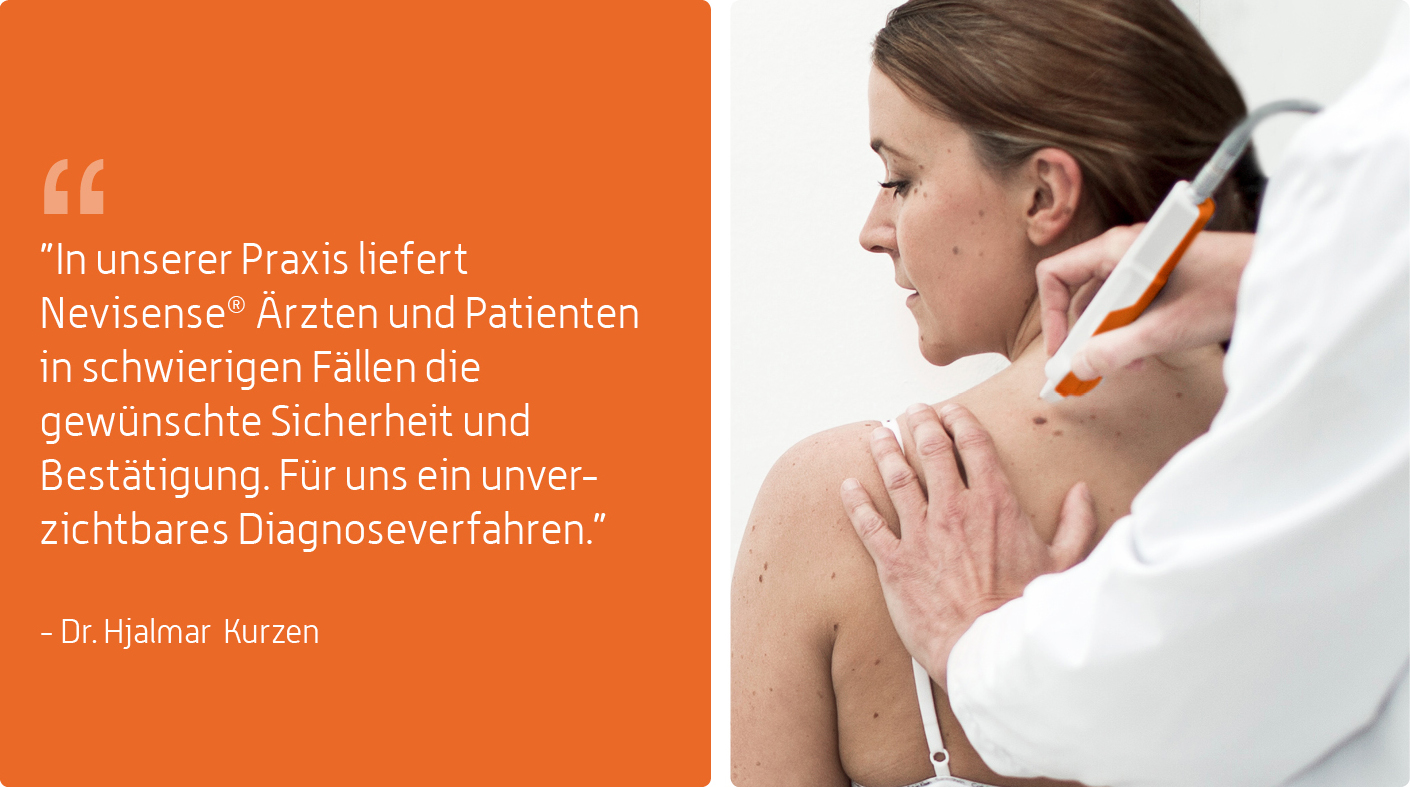 “
"In unserer Praxis liefert
Nevisense® Ärzten und Patienten
in schwierigen Fällen die
gewünschte Sicherheit und
Bestätigung. Für uns ein unver-
zichtbares Diagnoseverfahren."
- Dr. Hjalmar Kurzen